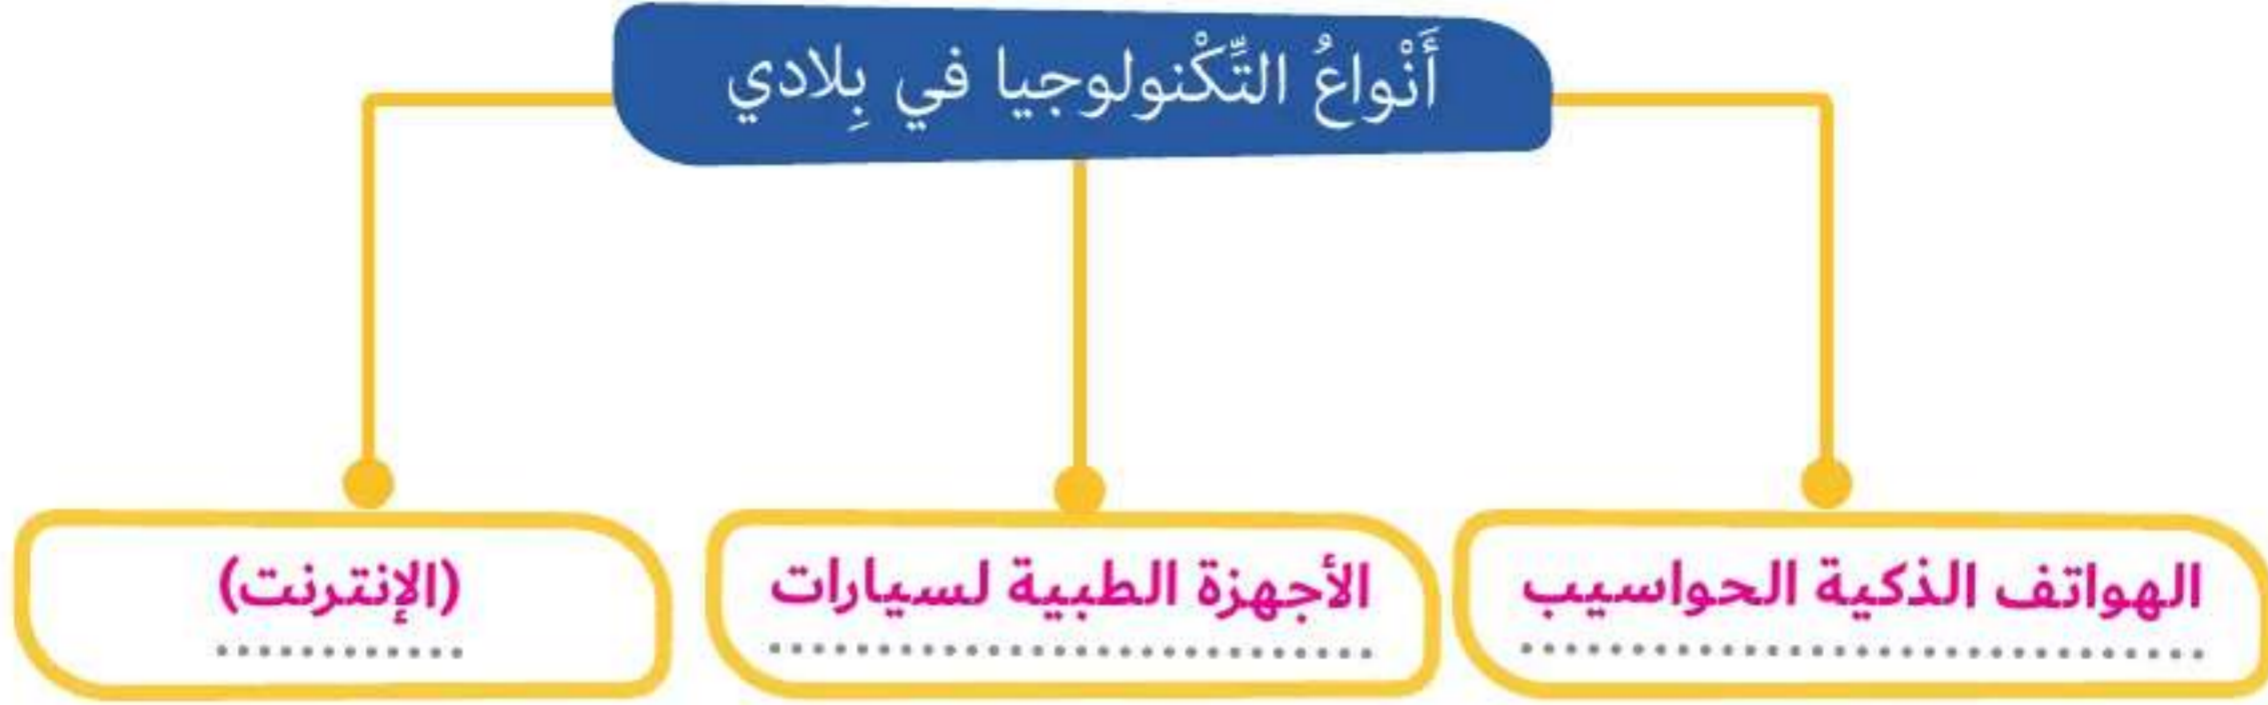 أَنْواعُ التِّكْنولوجيا في بِلادي
الهواتف الذكية الحواسيب
الأجهزة الطبية لسيارات
(الإنترنت)